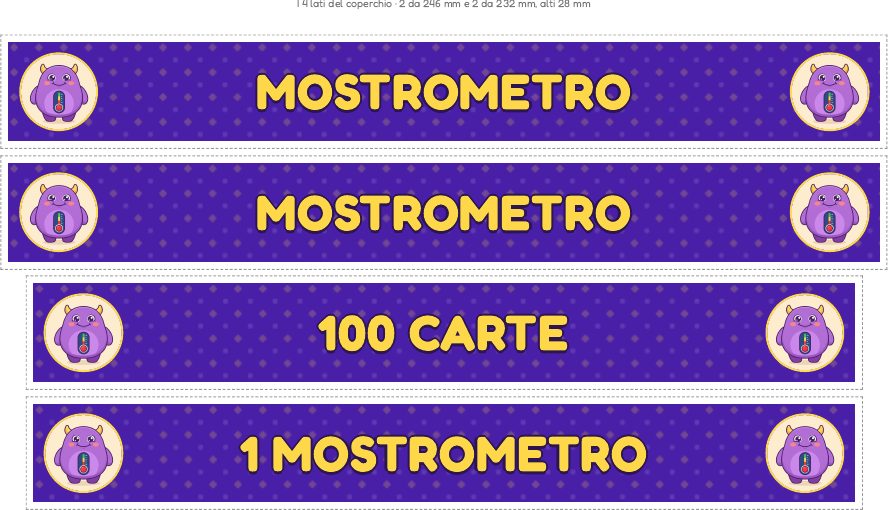 I 4 lati del coperchio · 2 da 246 mm e 2 da 232 mm, alti 28 mm
MOSTROMETRO
MOSTROMETRO
100 CARTE
1 MOSTROMETRO